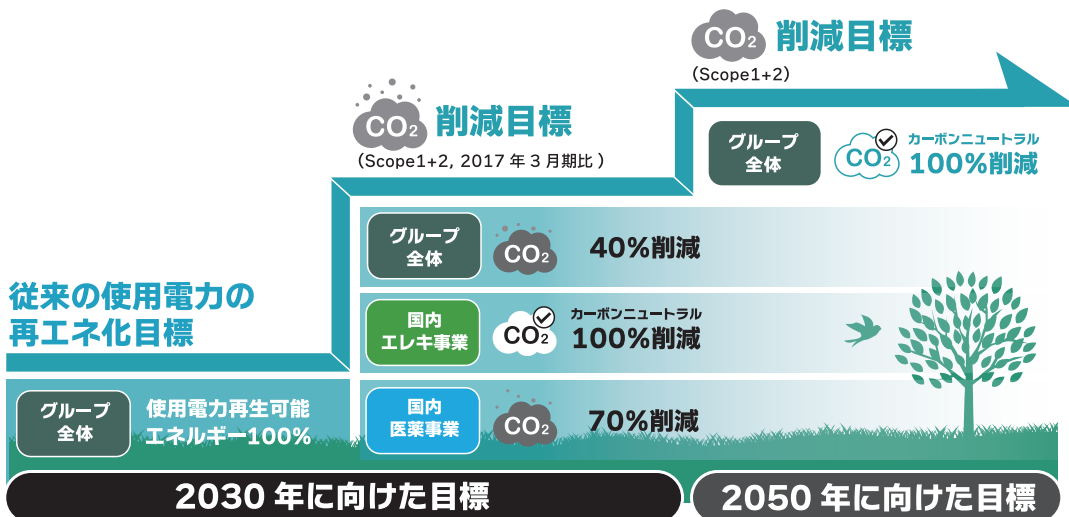 CO2 削減目標
(Scope1+2)
グループ
全体
CO2
カーボンニュートラル
100%削減
CO2 削減目標
(Scope1+2, 2017年3月期比)
グループ
全体
CO2
40%削減
国内
エレキ事業
CO2
カーボンニュートラル
100%削減
国内
医薬事業
CO2
70%削減
従来の使用電力の
再エネ化目標
グループ
全体
使用電力再生可能
エネルギー100%
2030年に向けた目標
2050年に向けた目標